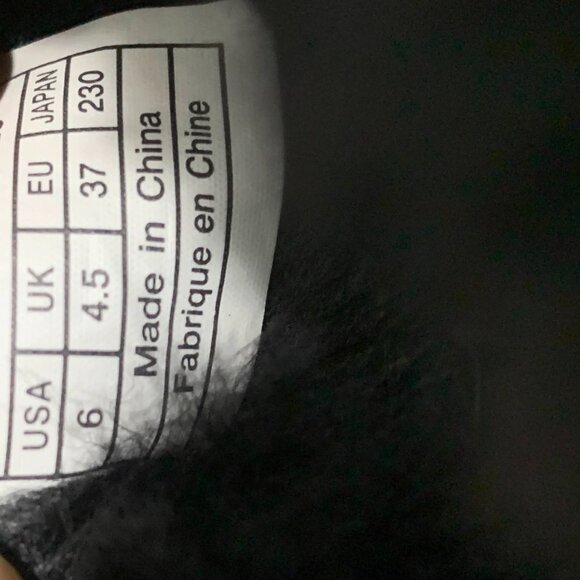 USA UK EU JAPAN
6 4.5 37 230
Made in China
Fabrique en Chine